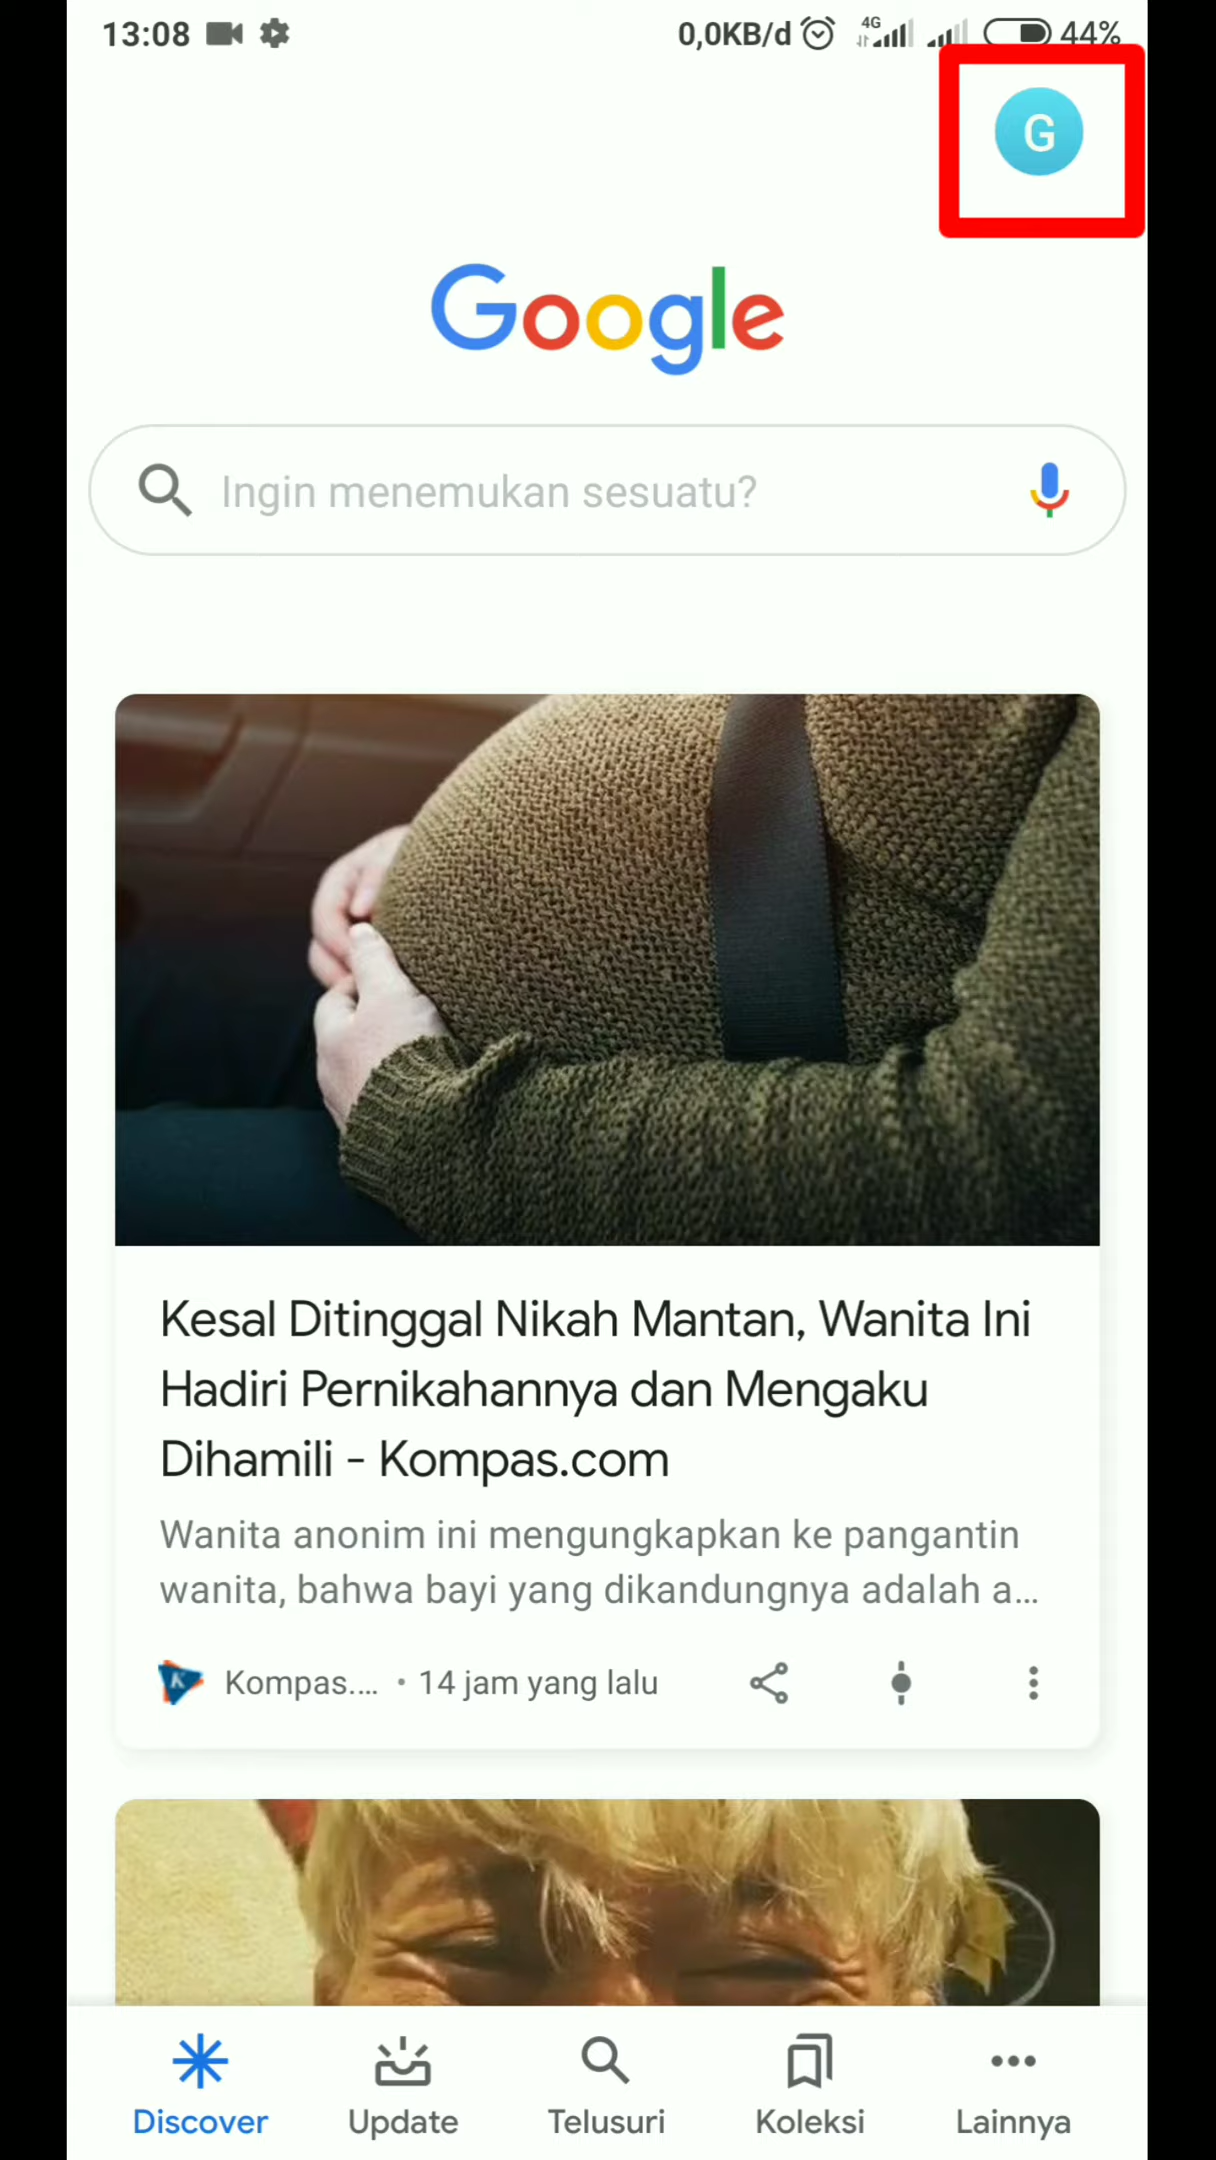 13:08 0,0KB/d 4G 44%
G
Google
Ingin menemukan sesuatu?
Kesal Ditinggal Nikah Mantan, Wanita Ini
Hadiri Pernikahannya dan Mengaku
Dihamili - Kompas.com
Wanita anonim ini mengungkapkan ke pangantin
wanita, bahwa bayi yang dikandungnya adalah a...
K Kompas.... • 14 jam yang lalu
Discover Update Telusuri Koleksi Lainnya